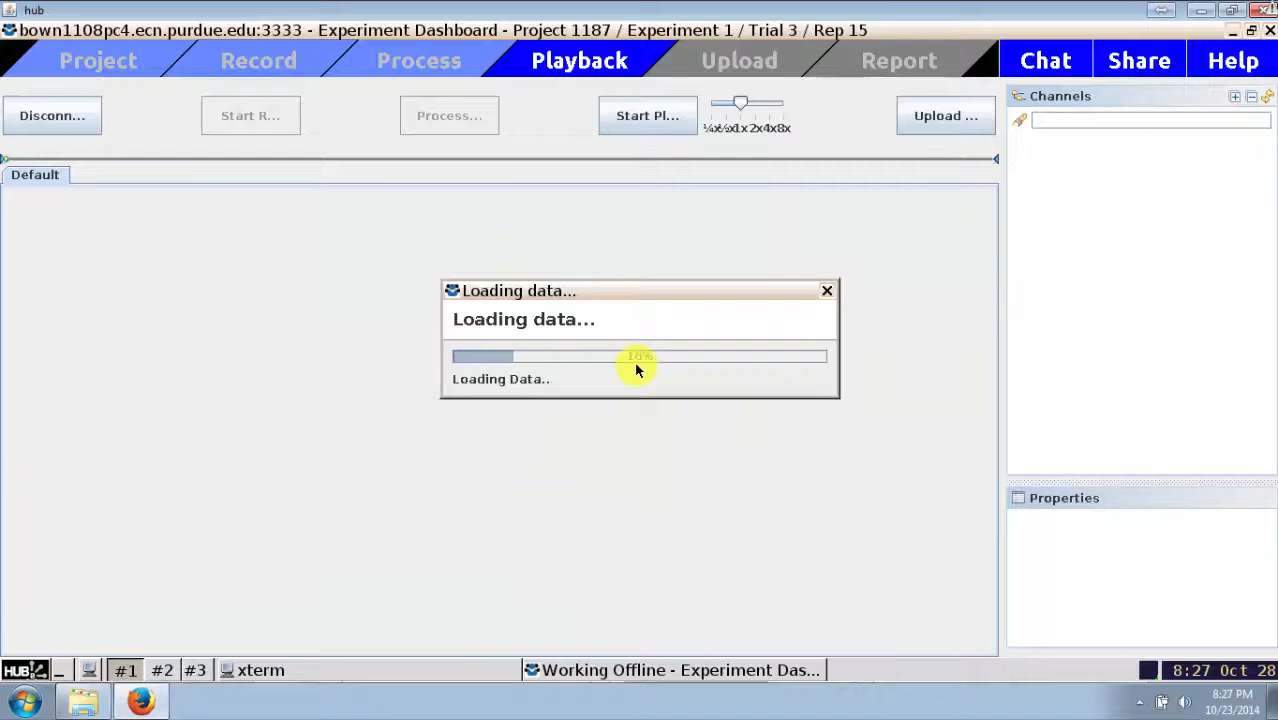 hub
bown1108pc4.ecn.purdue.edu:3333 - Experiment Dashboard - Project 1187 / Experiment 1 / Trial 3 / Rep 15
Project
Record
Process
Playback
Upload
Report
Chat
Share
Help
Disconn...
Start R...
Process...
Start Pl...
Upload ...
1x 2x4x8x
Channels
Default
Loading data...
Loading data...
Loading Data..
Properties
HUB
#1
#2
#3
xterm
Working Offline - Experiment Das...
8:27 Oct 28
8:27 PM
10/23/2014